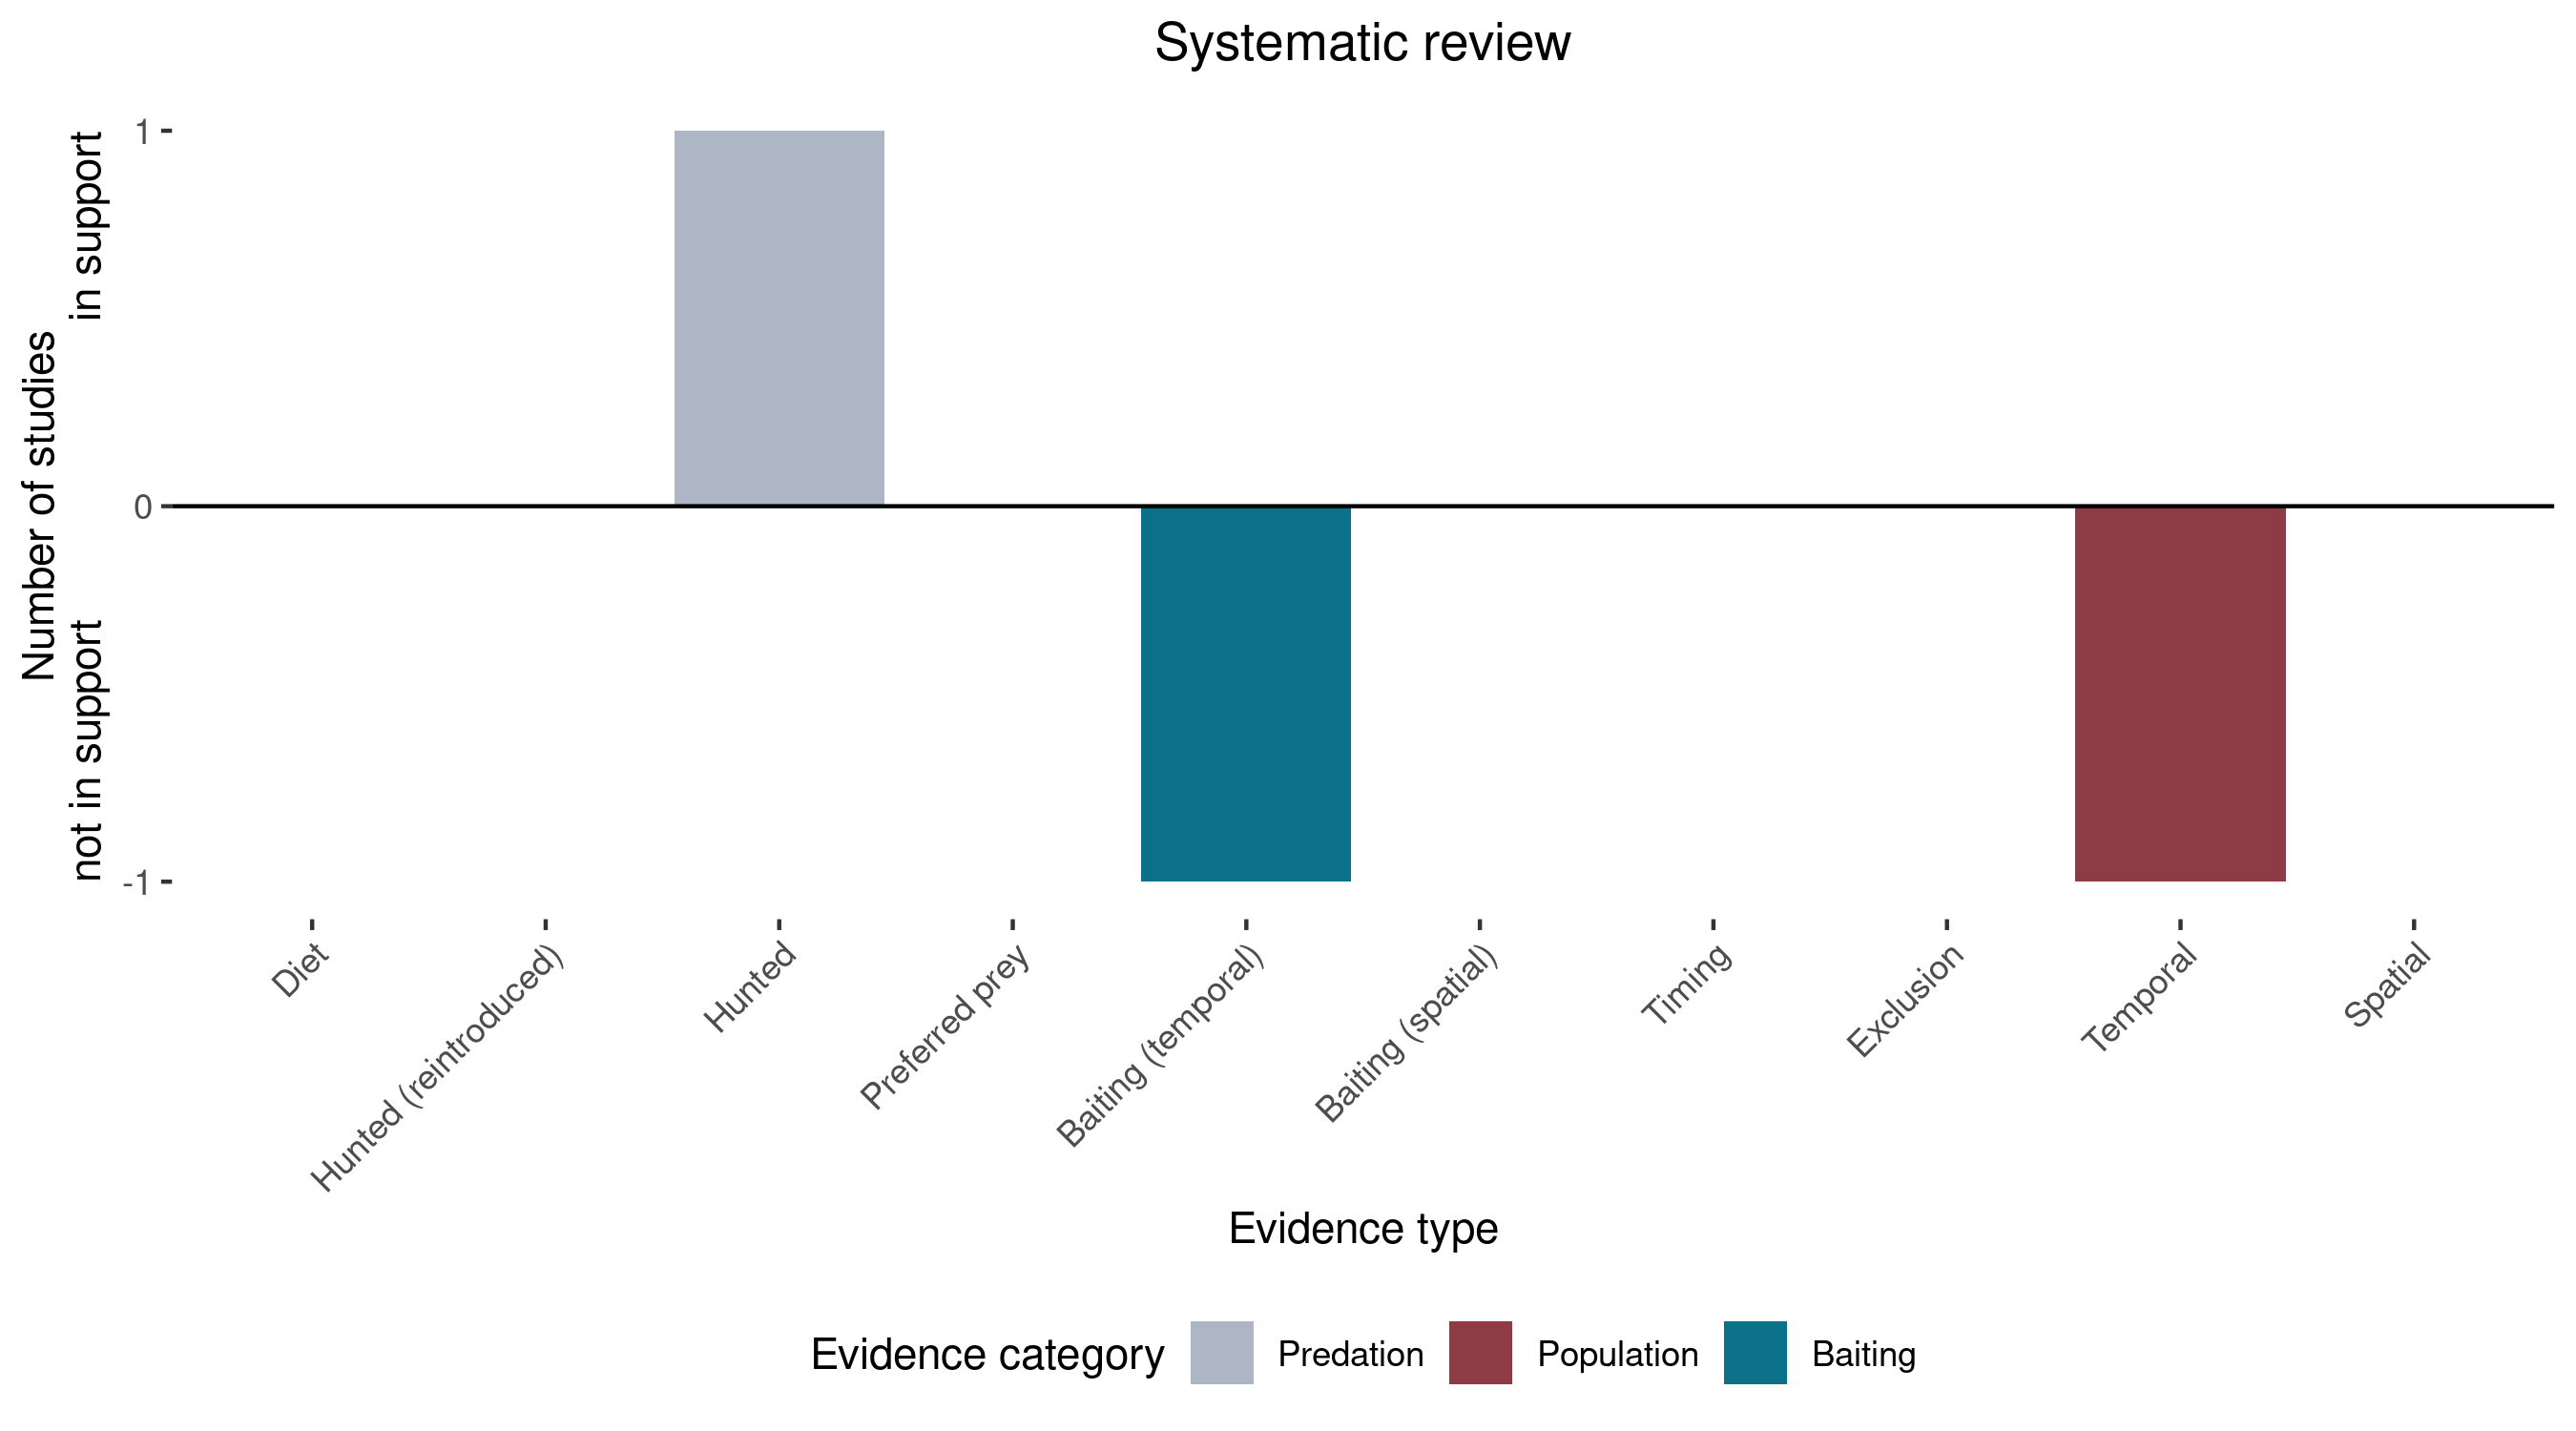 Systematic review
Number of studies
not in support
in support
1
0
-1
Diet
Hunted (reintroduced)
Hunted
Preferred prey
Baiting (temporal)
Baiting (spatial)
Timing
Exclusion
Temporal
Spatial
Evidence type
Evidence category
Predation
Population
Baiting